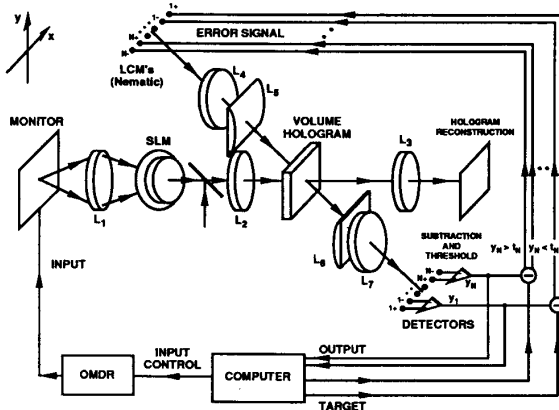 y
x
1+
1-
N+
N-
ERROR SIGNAL
LCM's
(Nematic)
L4
L5
MONITOR
SLM
VOLUME
HOLOGRAM
L3
HOLOGRAM
RECONSTRUCTION
L1
L2
INPUT
L6
L7
SUBTRACTION
AND
THRESHOLD
yN > tN
yN < tN
N-
N+
yN
1-
1+
y1
DETECTORS
OUTPUT
INPUT
CONTROL
OMDR
COMPUTER
TARGET